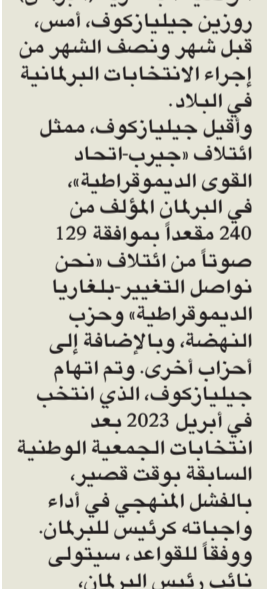 روزين جيليازكوف، أمس،
قبل شهر ونصف الشهر من
إجراء الانتخابات البرلمانية
في البلاد.
وأقيل جيليازكوف، ممثل
ائتلاف «جيرب-اتحاد
القوى الديموقراطية»،
في البرلمان المؤلف من
240 مقعداً بموافقة 129
صوتاً من ائتلاف «نحن
نواصل التغيير-بلغاريا
الديموقراطية» وحزب
النهضة، وبالإضافة إلى
أحزاب أخرى. وتم اتهام
جيليازكوف، الذي انتخب
في أبريل 2023 بعد
انتخابات الجمعية الوطنية
السابقة بوقت قصير،
بالفشل المنهجي في أداء
واجباته كرئيس للبرلمان.
ووفقاً للقواعد، سيتولى
نائب رئيس البرلمان،